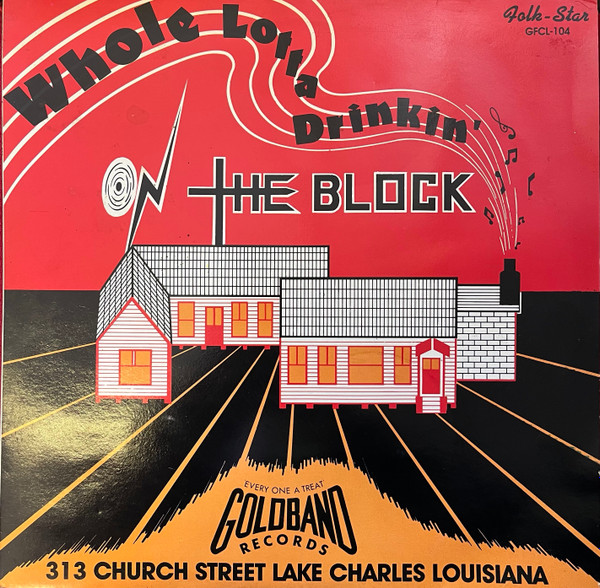 Folk-Star
GFCL-104
Whole Lotta
Drinkin'
ON THE BLOCK
EVERY ONE A TREAT
GOLDBAND
RECORDS
313 CHURCH STREET LAKE CHARLES LOUISIANA